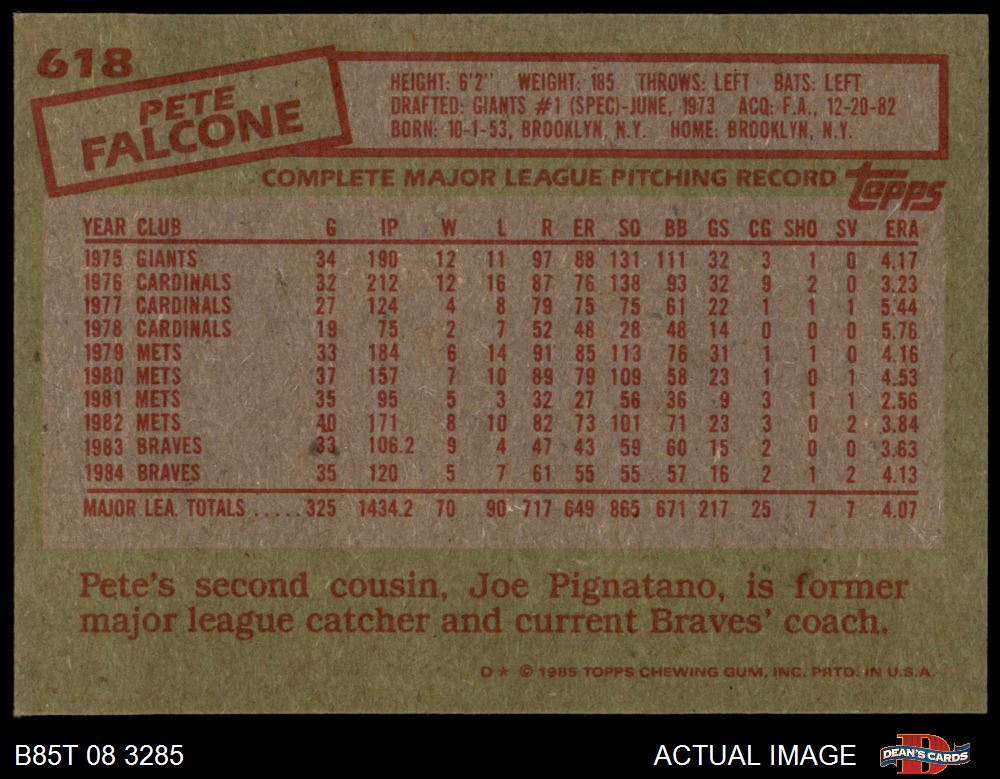 618
PETE
FALCONE
HEIGHT: 6'2" WEIGHT: 185 THROWS: LEFT BATS: LEFT
DRAFTED: GIANTS #1 (SPEC)-JUNE, 1973 ACQ: F.A., 12-20-82
BORN: 10-1-53, BROOKLYN, N.Y. HOME: BROOKLYN, N.Y.
COMPLETE MAJOR LEAGUE PITCHING RECORD topps
YEAR CLUB G IP W L R ER SO BB GS CG SHO SV ERA
1975 GIANTS 34 190 12 11 97 88 131 111 32 3 1 0 4.17
1976 CARDINALS 32 212 12 16 87 76 138 93 32 9 2 0 3.23
1977 CARDINALS 27 124 4 8 79 75 75 61 22 1 1 1 5.44
1978 CARDINALS 19 75 2 7 52 48 28 48 14 0 0 0 5.76
1979 METS 33 184 6 14 91 85 113 76 31 1 1 0 4.16
1980 METS 37 157 7 10 89 79 109 58 23 1 0 1 4.53
1981 METS 35 95 5 3 32 27 56 36 9 3 1 1 2.56
1982 METS 40 171 8 10 82 73 101 71 23 3 0 2 3.84
1983 BRAVES 33 106.2 9 4 47 43 59 60 15 2 0 0 3.63
1984 BRAVES 35 120 5 7 61 55 55 57 16 2 1 2 4.13
MAJOR LEA. TOTALS .....325 1434.2 70 90 717 649 865 671 217 25 7 7 4.07
Pete's second cousin, Joe Pignatano, is former
major league catcher and current Braves' coach.
D * © 1985 TOPPS CHEWING GUM, INC. PRTD. IN U.S.A.
B85T 08 3285 ACTUAL IMAGE D DEAN'S CARDS